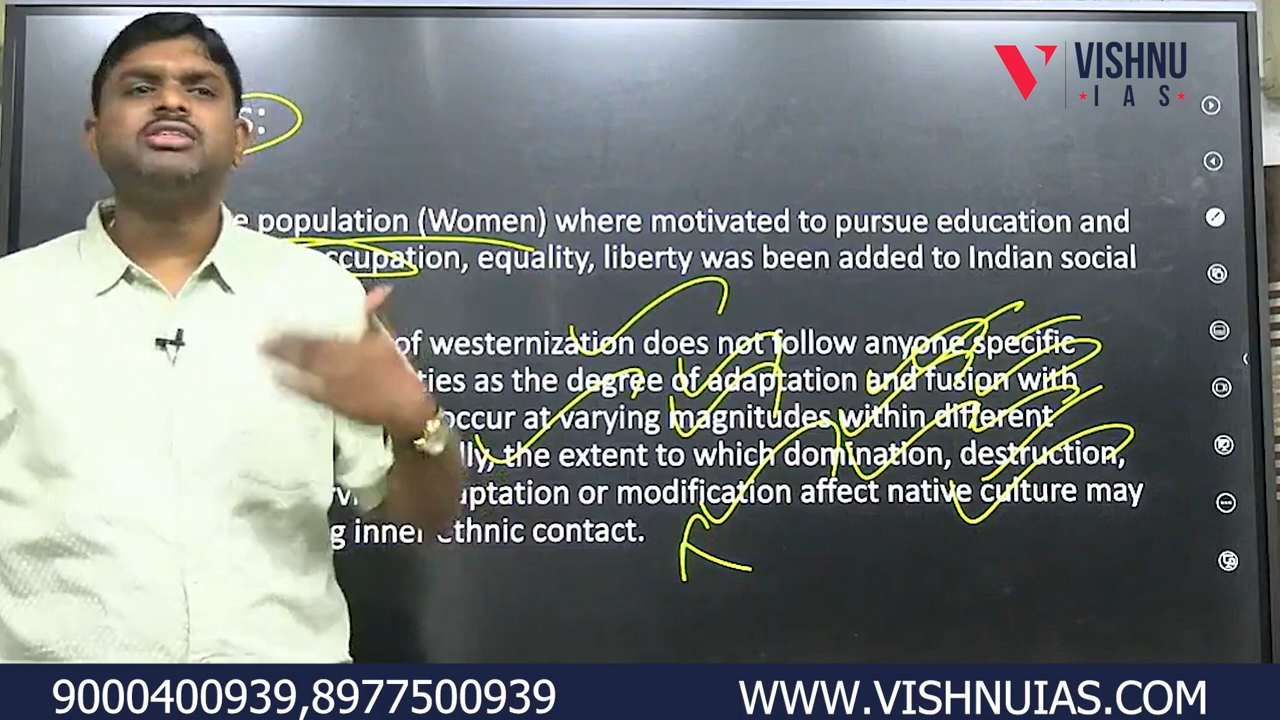 VISHNU
IAS
S:
population (Women) where motivated to pursue education and
ccupation, equality, liberty was been added to Indian social
of westernization does not follow anyone specific
ties as the degree of adaptation and fusion with
occur at varying magnitudes within different
lly, the extent to which domination, destruction,
aptation or modification affect native culture may
g inner ethnic contact.
9000400939,8977500939
WWW.VISHNUIAS.COM